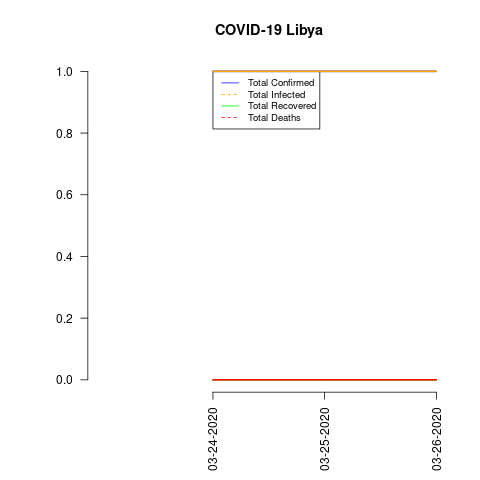 COVID-19 Libya
1.0
0.8
0.6
0.4
0.2
0.0
Total Confirmed
Total Infected
Total Recovered
Total Deaths
03-24-2020
03-25-2020
03-26-2020